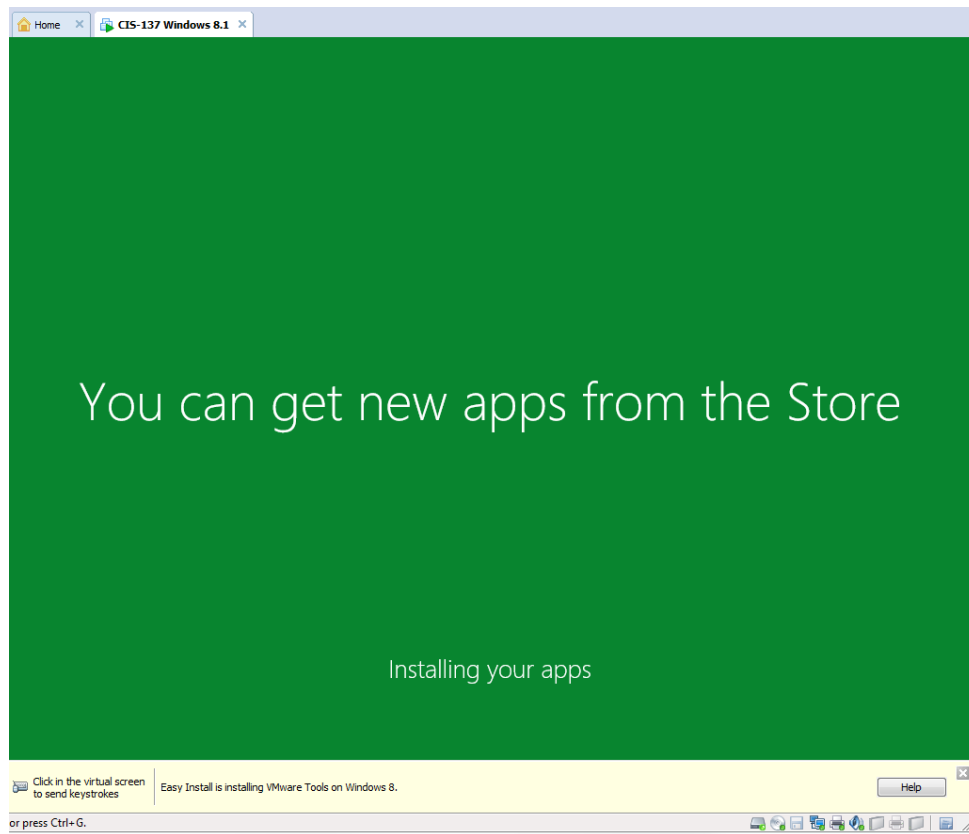 Home
CIS-137 Windows 8.1
You can get new apps from the Store
Installing your apps
Click in the virtual screen
to send keystrokes
Easy Install is installing VMware Tools on Windows 8.
Help
or press Ctrl+G.